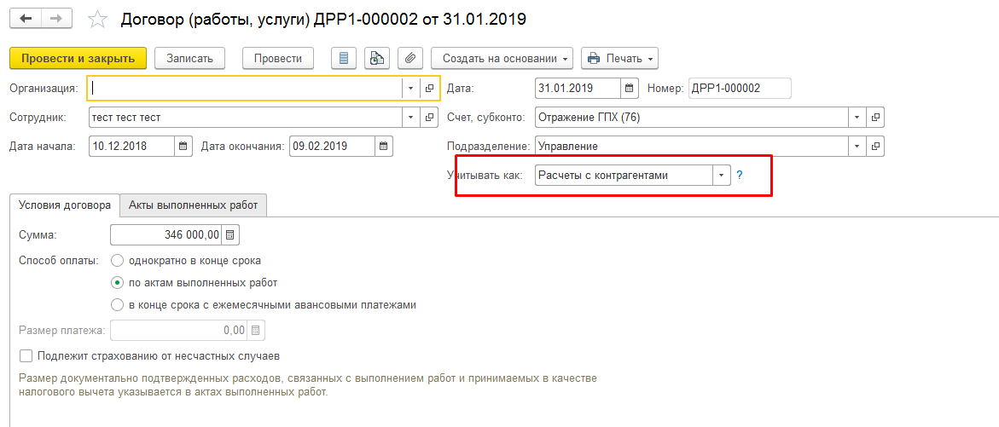 Договор (работы, услуги) ДРР1-000002 от 31.01.2019
Провести и закрыть Записать Провести Создать на основании Печать
Организация: Дата: 31.01.2019 Номер: ДРР1-000002
Сотрудник: тест тест тест Счет, субконто: Отражение ГПХ (76)
Дата начала: 10.12.2018 Дата окончания: 09.02.2019 Подразделение: Управление
Учитывать как: Расчеты с контрагентами ?
Условия договора Акты выполненных работ
Сумма: 346 000,00
Способ оплаты: однократно в конце срока
по актам выполненных работ
в конце срока с ежемесячными авансовыми платежами
Размер платежа: 0,00
Подлежит страхованию от несчастных случаев
Размер документально подтвержденных расходов, связанных с выполнением работ и принимаемых в качестве
налогового вычета указывается в актах выполненных работ.